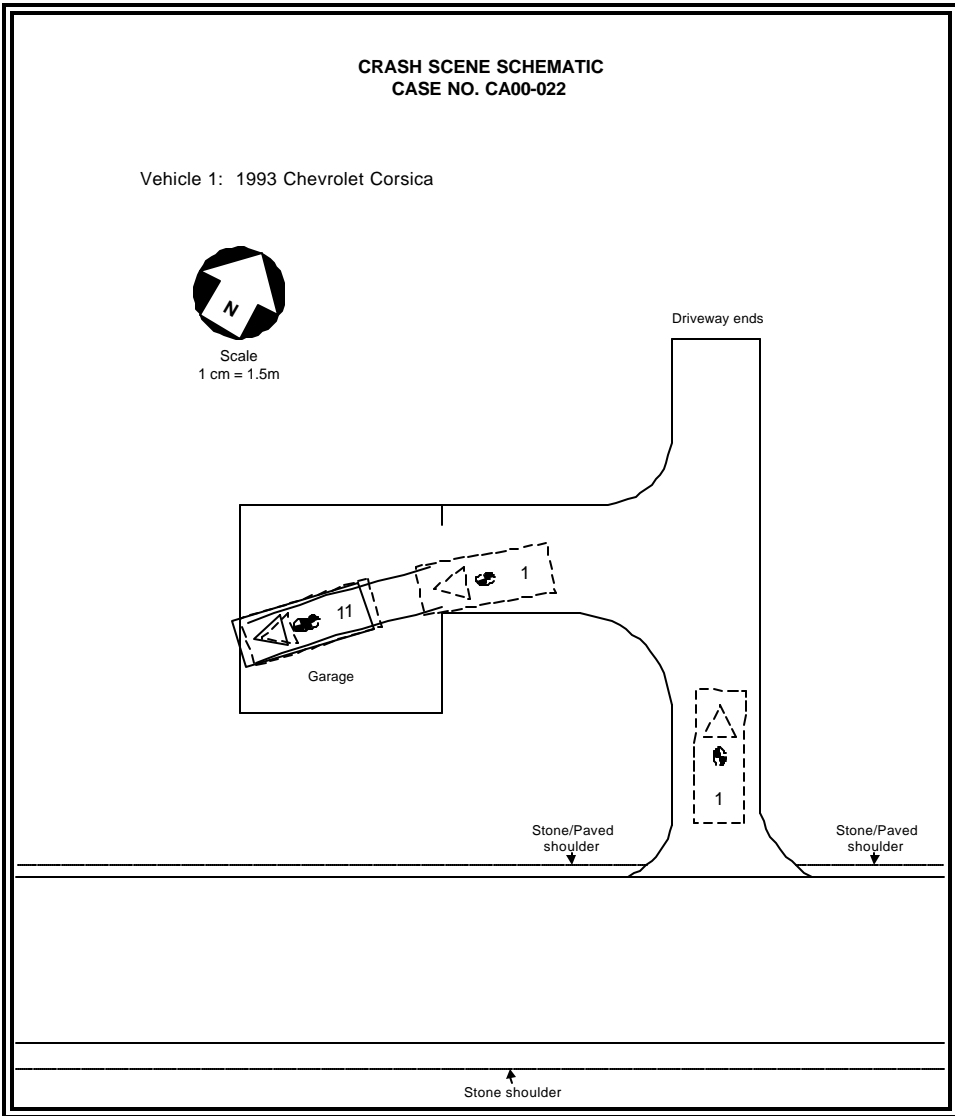 CRASH SCENE SCHEMATIC
CASE NO. CA00-022
Vehicle 1: 1993 Chevrolet Corsica
N
Scale
1 cm = 1.5m
Driveway ends
1
11
Garage
1
Stone/Paved
shoulder
Stone/Paved
shoulder
Stone shoulder